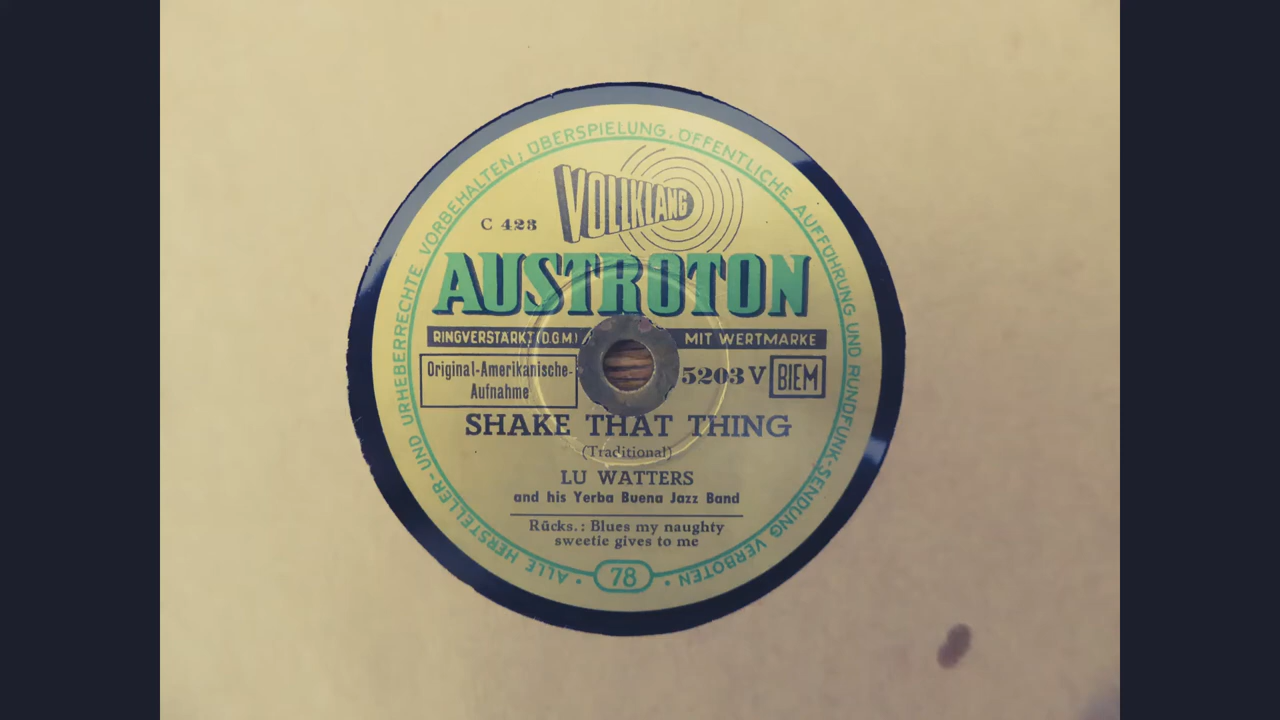 ALLE HERSTELLER- UND URHEBERRECHTE VORBEHALTEN; ÜBERSPIELUNG, ÖFFENTLICHE AUFFÜHRUNG UND RUNDFUNK-SENDUNG VERBOTEN
VOLLKLANG
C 423
AUSTROTON
RINGVERSTÄRKT (D.G.M) MIT WERTMARKE
Original-Amerikanische-
Aufnahme
5203 V BIEM
SHAKE THAT THING
(Traditional)
LU WATTERS
and his Yerba Buena Jazz Band
Rücks.: Blues my naughty
sweetie gives to me
78